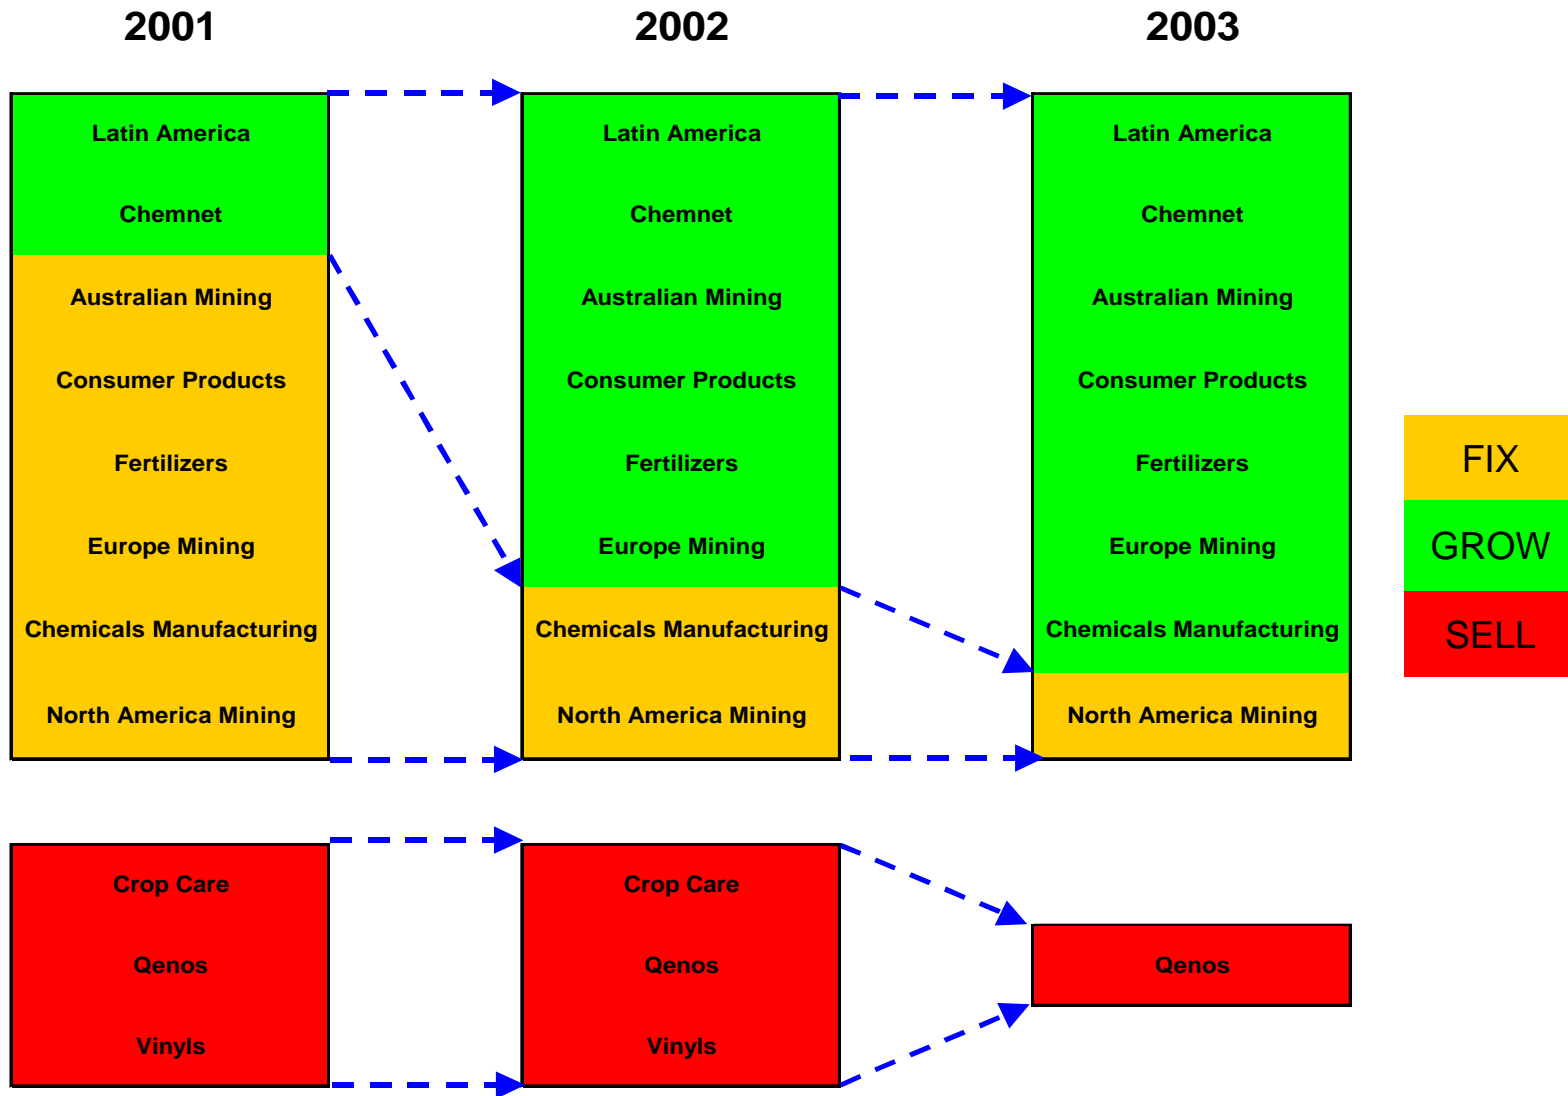 2001
2002
2003
Latin America
Chemnet
Australian Mining
Consumer Products
Fertilizers
Europe Mining
Chemicals Manufacturing
North America Mining
Crop Care
Qenos
Vinyls
Latin America
Chemnet
Australian Mining
Consumer Products
Fertilizers
Europe Mining
Chemicals Manufacturing
North America Mining
Crop Care
Qenos
Vinyls
Latin America
Chemnet
Australian Mining
Consumer Products
Fertilizers
Europe Mining
Chemicals Manufacturing
North America Mining
Qenos
FIX
GROW
SELL